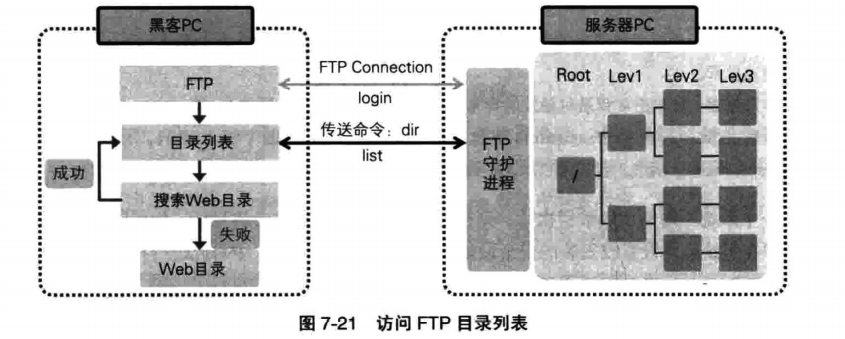 黑客PC
服务器PC
FTP
FTP Connection
login
目录列表
传送命令：dir
list
成功
搜索Web目录
失败
Web目录
FTP
守护
进程
Root Lev1 Lev2 Lev3
/
图 7-21 访问 FTP 目录列表